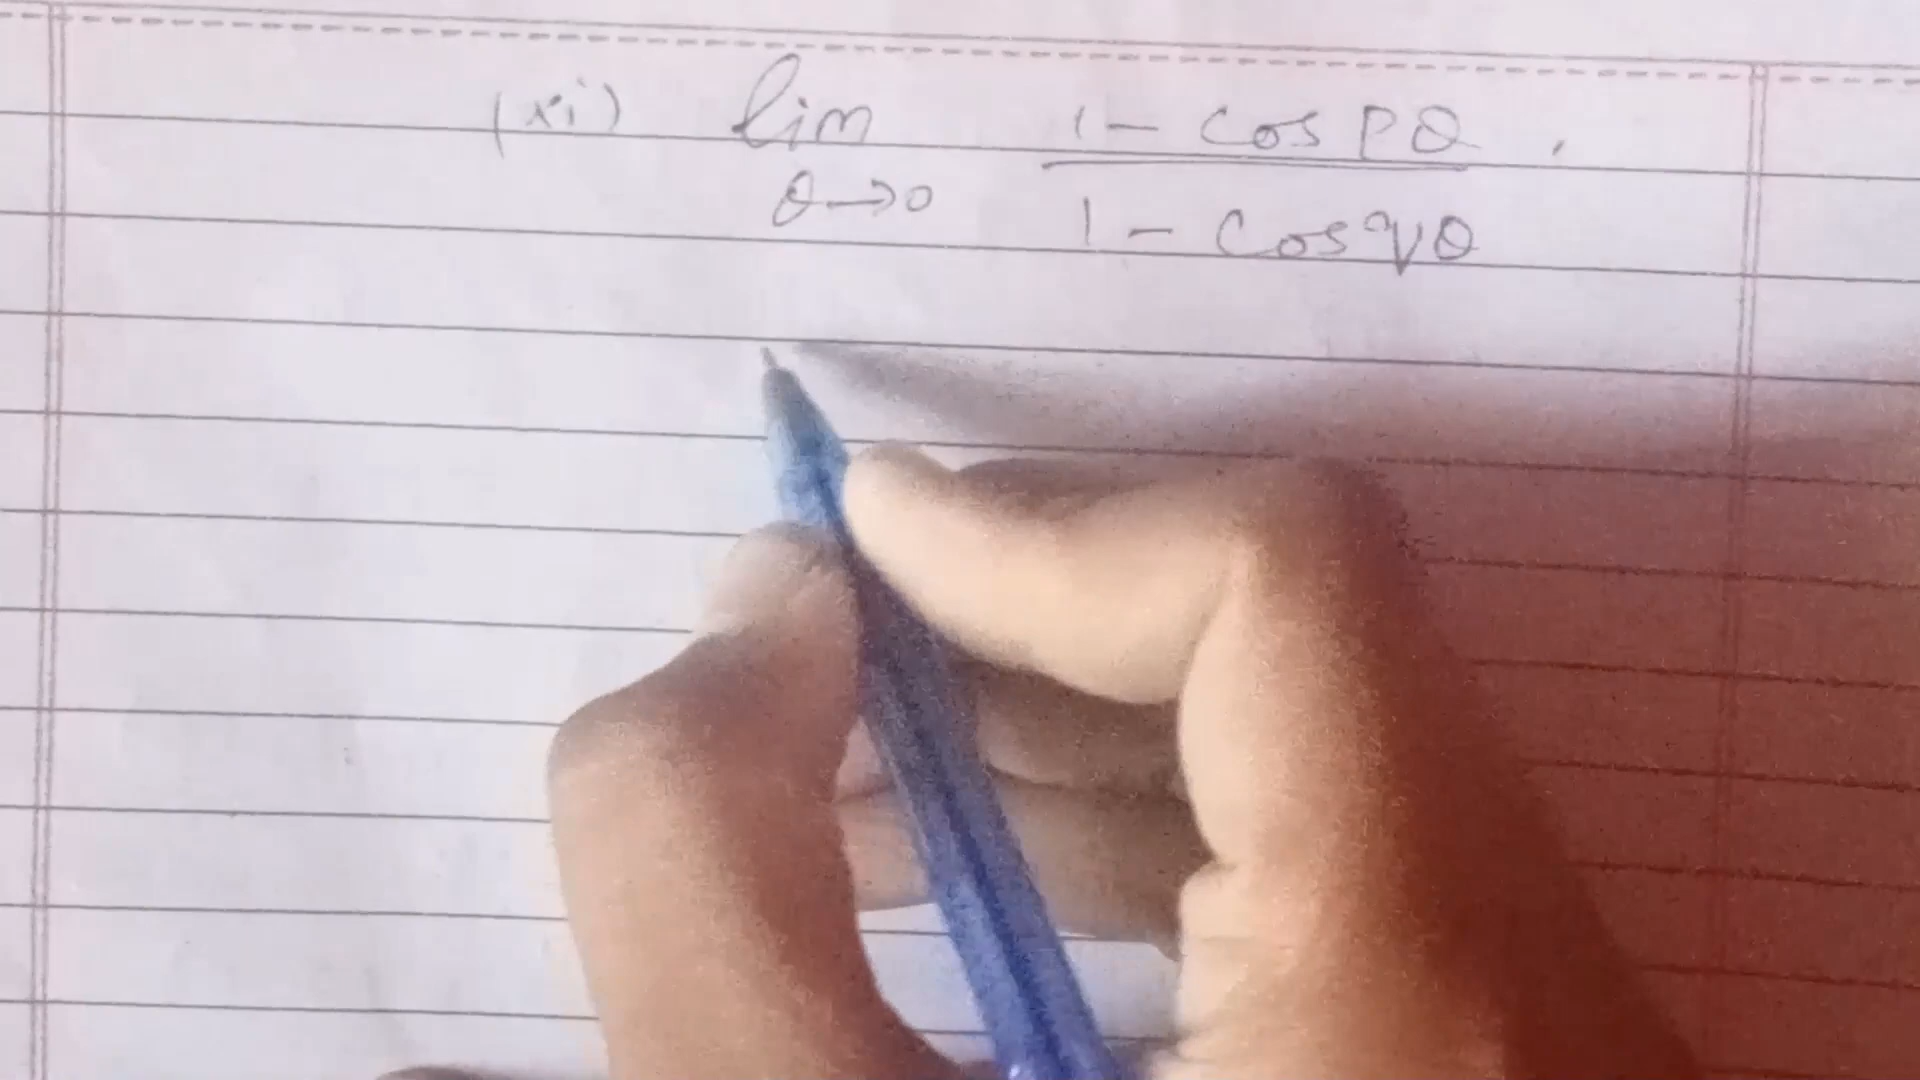 (xi) lim 1 - cos pθ .
θ→0 1 - cos qθ